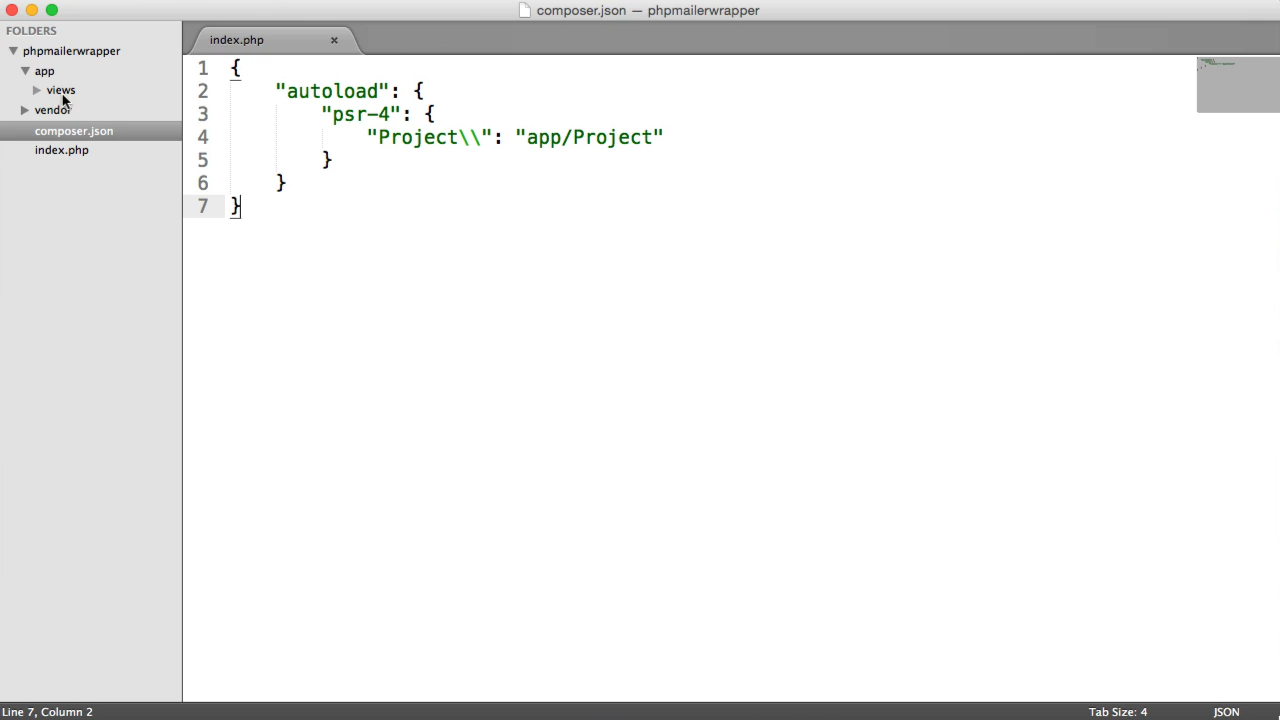 composer.json — phpmailerwrapper
FOLDERS
phpmailerwrapper
app
views
vendor
composer.json
index.php
index.php ×
1 {
2 "autoload": {
3 "psr-4": {
4 "Project\\": "app/Project"
5 }
6 }
7 }
Line 7, Column 2
Tab Size: 4
JSON